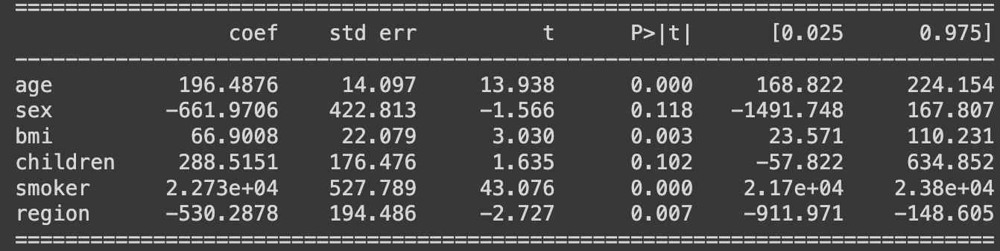 ==============================================================================
coef std err t P>|t| [0.025 0.975]
------------------------------------------------------------------------------
age 196.4876 14.097 13.938 0.000 168.822 224.154
sex -661.9706 422.813 -1.566 0.118 -1491.748 167.807
bmi 66.9008 22.079 3.030 0.003 23.571 110.231
children 288.5151 176.476 1.635 0.102 -57.822 634.852
smoker 2.273e+04 527.789 43.076 0.000 2.17e+04 2.38e+04
region -530.2878 194.486 -2.727 0.007 -911.971 -148.605
==============================================================================